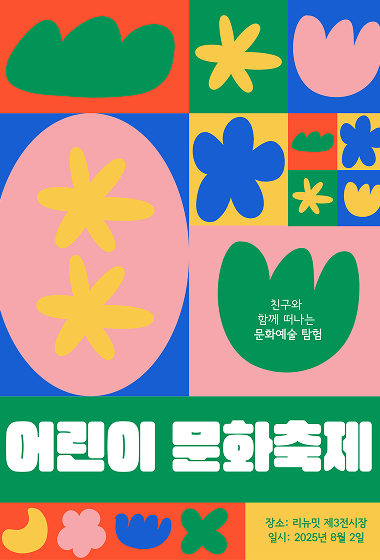 친구와
함께 떠나는
문화예술 탐험
어린이 문화축제
장소: 리뉴밋 제3전시장
일시: 2025년 8월 2일